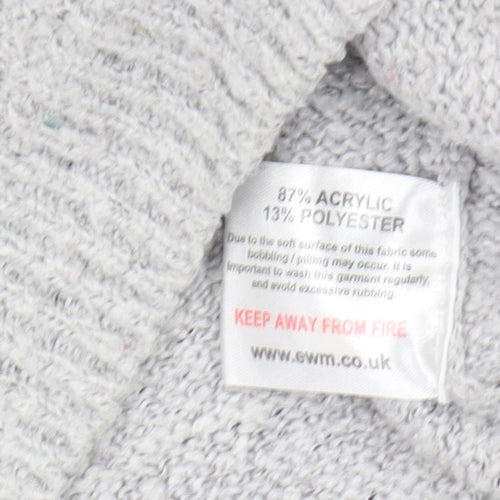 87% ACRYLIC
13% POLYESTER
Due to the soft surface of this fabric some
bobbling / pilling may occur. It is
Important to wash this garment regularly,
and avoid excessive rubbing.
KEEP AWAY FROM FIRE
www.ewm.co.uk